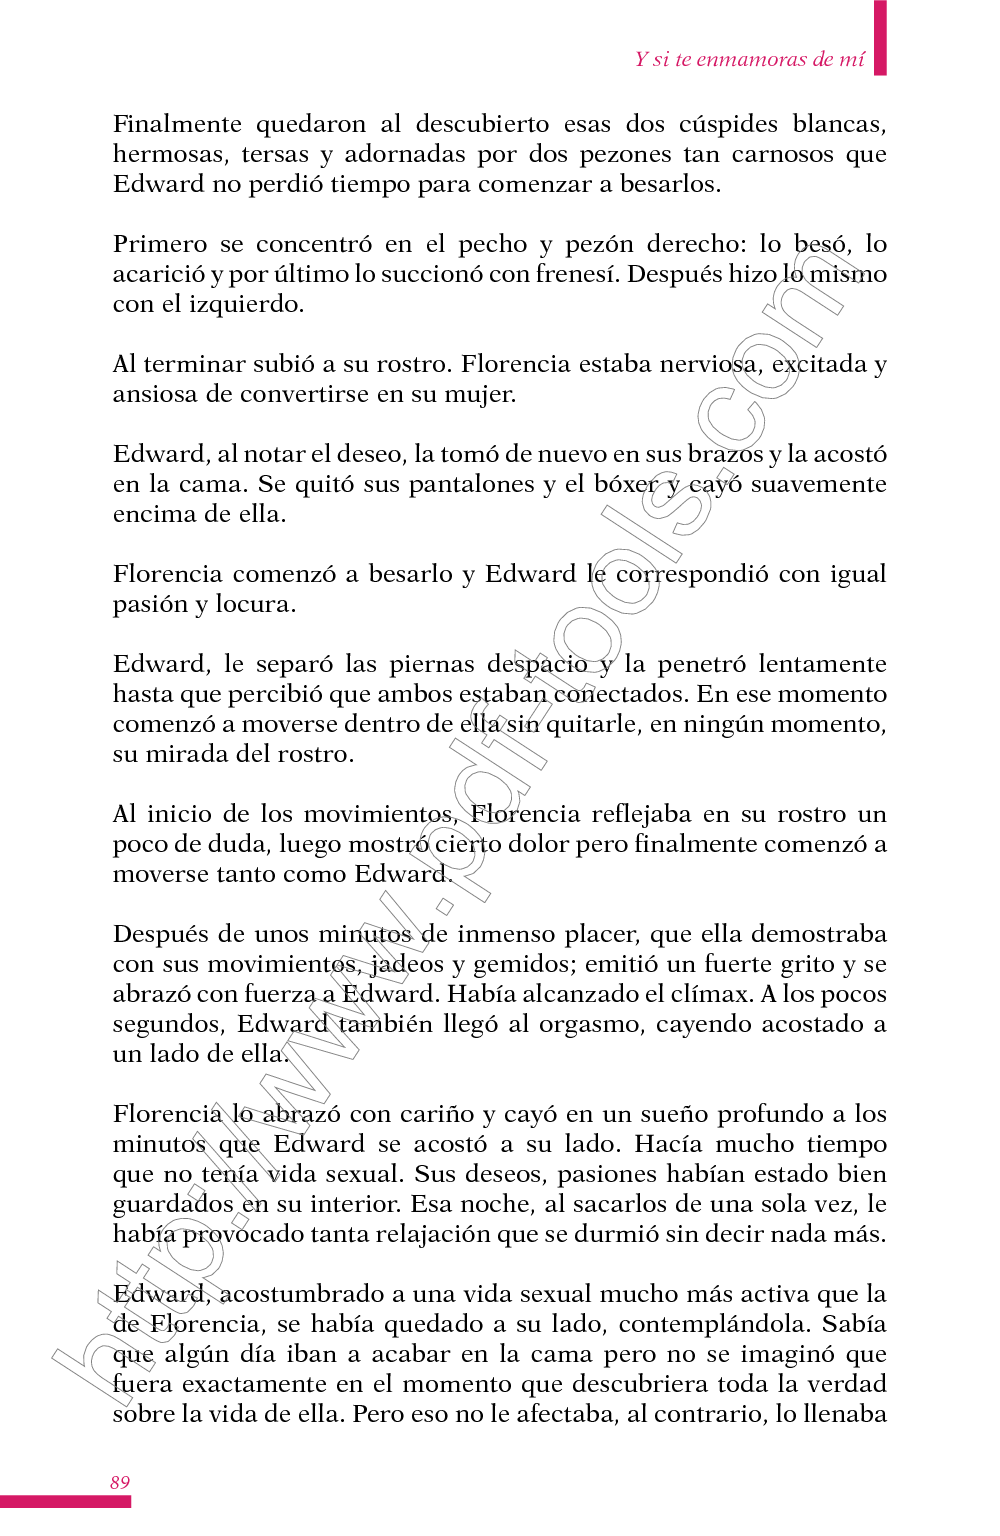 Y si te enmamoras de mí
Finalmente quedaron al descubierto esas dos cúspides blancas,
hermosas, tersas y adornadas por dos pezones tan carnosos que
Edward no perdió tiempo para comenzar a besarlos.
Primero se concentró en el pecho y pezón derecho: lo besó, lo
acarició y por último lo succionó con frenesí. Después hizo lo mismo
con el izquierdo.
Al terminar subió a su rostro. Florencia estaba nerviosa, excitada y
ansiosa de convertirse en su mujer.
Edward, al notar el deseo, la tomó de nuevo en sus brazos y la acostó
en la cama. Se quitó sus pantalones y el bóxer y cayó suavemente
encima de ella.
Florencia comenzó a besarlo y Edward le correspondió con igual
pasión y locura.
Edward, le separó las piernas despacio y la penetró lentamente
hasta que percibió que ambos estaban conectados. En ese momento
comenzó a moverse dentro de ella sin quitarle, en ningún momento,
su mirada del rostro.
Al inicio de los movimientos, Florencia reflejaba en su rostro un
poco de duda, luego mostró cierto dolor pero finalmente comenzó a
moverse tanto como Edward.
Después de unos minutos de inmenso placer, que ella demostraba
con sus movimientos, jadeos y gemidos; emitió un fuerte grito y se
abrazó con fuerza a Edward. Había alcanzado el clímax. A los pocos
segundos, Edward también llegó al orgasmo, cayendo acostado a
un lado de ella.
Florencia lo abrazó con cariño y cayó en un sueño profundo a los
minutos que Edward se acostó a su lado. Hacía mucho tiempo
que no tenía vida sexual. Sus deseos, pasiones habían estado bien
guardados en su interior. Esa noche, al sacarlos de una sola vez, le
había provocado tanta relajación que se durmió sin decir nada más.
Edward, acostumbrado a una vida sexual mucho más activa que la
de Florencia, se había quedado a su lado, contemplándola. Sabía
que algún día iban a acabar en la cama pero no se imaginó que
fuera exactamente en el momento que descubriera toda la verdad
sobre la vida de ella. Pero eso no le afectaba, al contrario, lo llenaba
89
http://www.pdf-tools.com